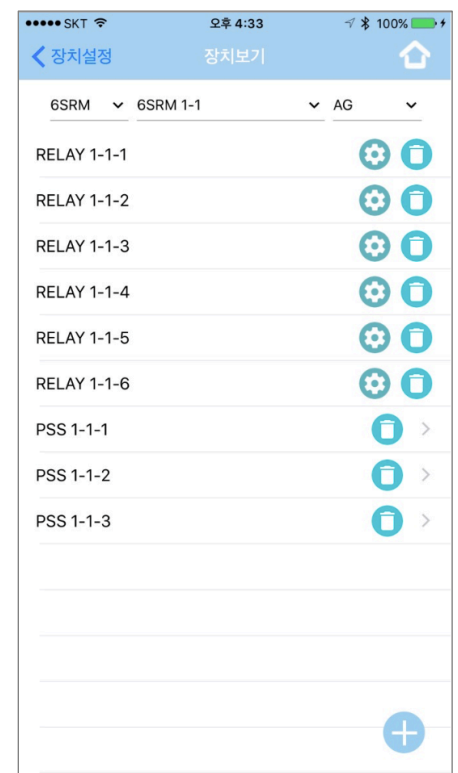 SKT 오후 4:33 100%
장치설정 장치보기
6SRM 6SRM 1-1 AG
RELAY 1-1-1
RELAY 1-1-2
RELAY 1-1-3
RELAY 1-1-4
RELAY 1-1-5
RELAY 1-1-6
PSS 1-1-1
PSS 1-1-2
PSS 1-1-3